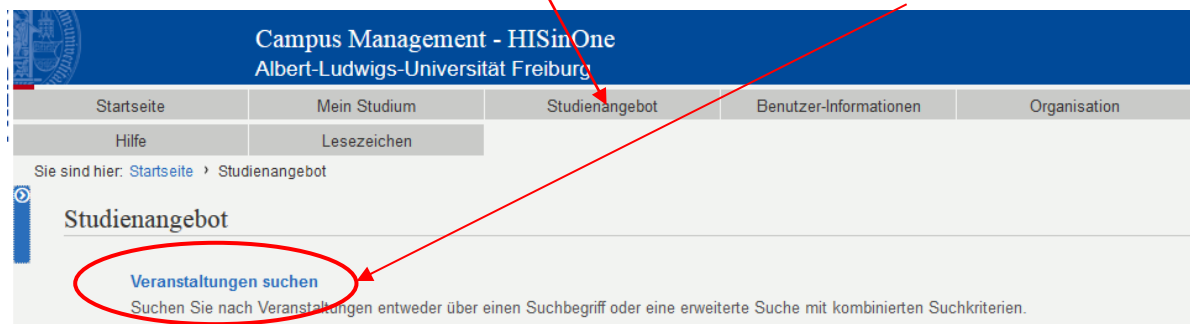 Campus Management - HISinOne
Albert-Ludwigs-Universität Freiburg
Startseite Mein Studium Studienangebot Benutzer-Informationen Organisation
Hilfe Lesezeichen
Sie sind hier: Startseite › Studienangebot
Studienangebot
Veranstaltungen suchen
Suchen Sie nach Veranstaltungen entweder über einen Suchbegriff oder eine erweiterte Suche mit kombinierten Suchkriterien.